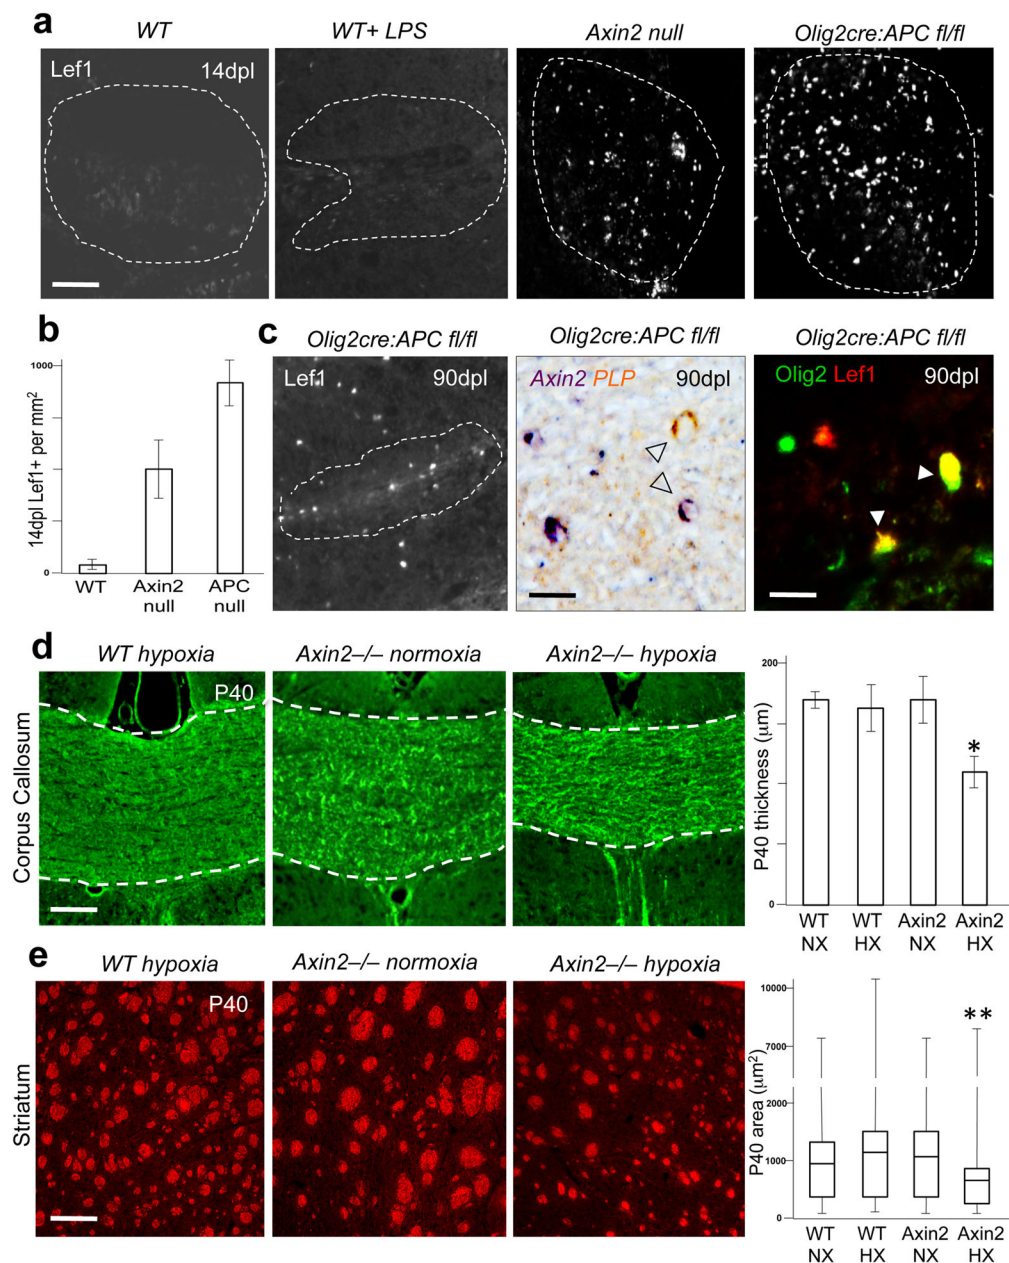 a
WT
WT+ LPS
Axin2 null
Olig2cre:APC fl/fl
Lef1
14dpl
b
1000
0
14dpl Lef1+ per mm2
WT
Axin2
null
APC
null
c
Olig2cre:APC fl/fl
Olig2cre:APC fl/fl
Olig2cre:APC fl/fl
Lef1
90dpl
Axin2 PLP
90dpl
Olig2 Lef1
90dpl
d
WT hypoxia
Axin2–/– normoxia
Axin2–/– hypoxia
P40
Corpus Callosum
200
0
P40 thickness (μm)
*
WT
NX
WT
HX
Axin2
NX
Axin2
HX
e
WT hypoxia
Axin2–/– normoxia
Axin2–/– hypoxia
P40
Striatum
10000
7000
2000
1000
0
P40 area (μm2)
**
WT
NX
WT
HX
Axin2
NX
Axin2
HX